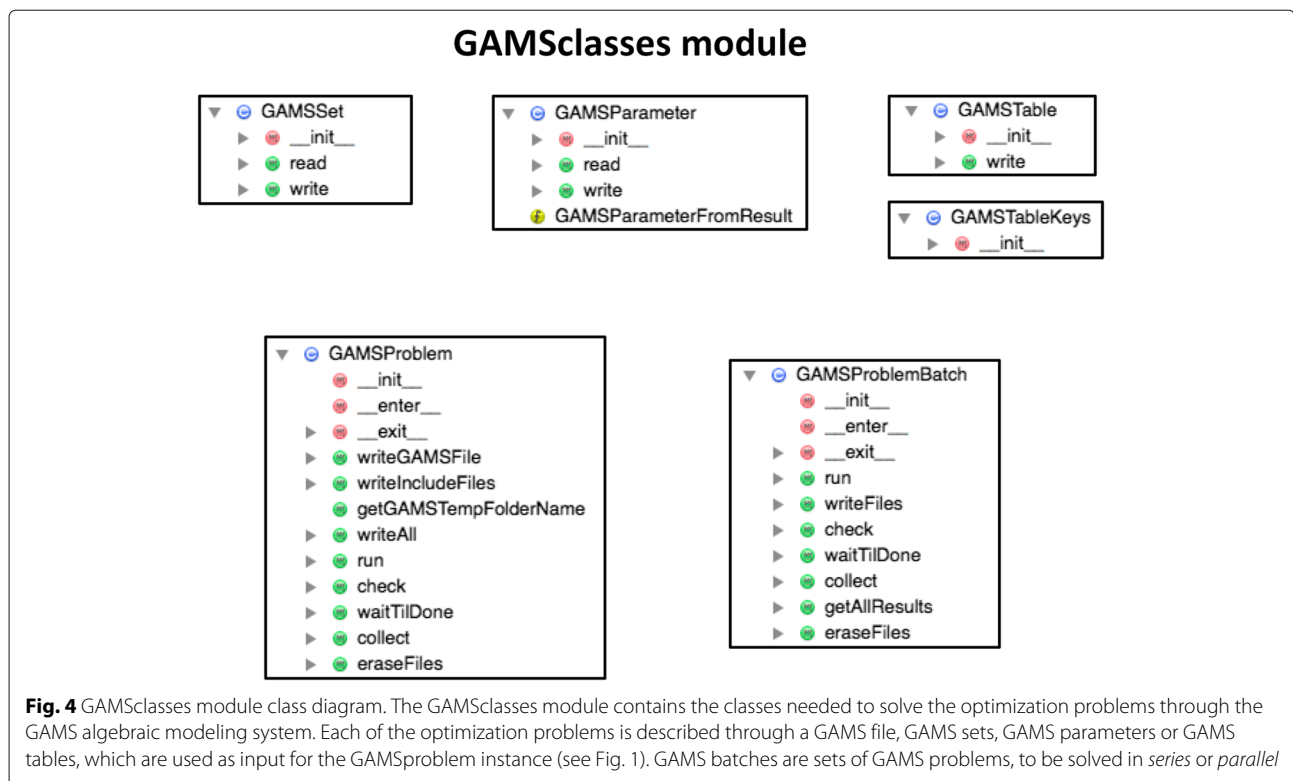 GAMSclasses module
GAMSSet
__init__
read
write
GAMSParameter
__init__
read
write
GAMSParameterFromResult
GAMSTable
__init__
write
GAMSTableKeys
__init__
GAMSProblem
__init__
__enter__
__exit__
writeGAMSFile
writeIncludeFiles
getGAMSTempFolderName
writeAll
run
check
waitTilDone
collect
eraseFiles
GAMSProblemBatch
__init__
__enter__
__exit__
run
writeFiles
check
waitTilDone
collect
getAllResults
eraseFiles
Fig. 4 GAMSclasses module class diagram. The GAMSclasses module contains the classes needed to solve the optimization problems through the
GAMS algebraic modeling system. Each of the optimization problems is described through a GAMS file, GAMS sets, GAMS parameters or GAMS
tables, which are used as input for the GAMSproblem instance (see Fig. 1). GAMS batches are sets of GAMS problems, to be solved in series or parallel